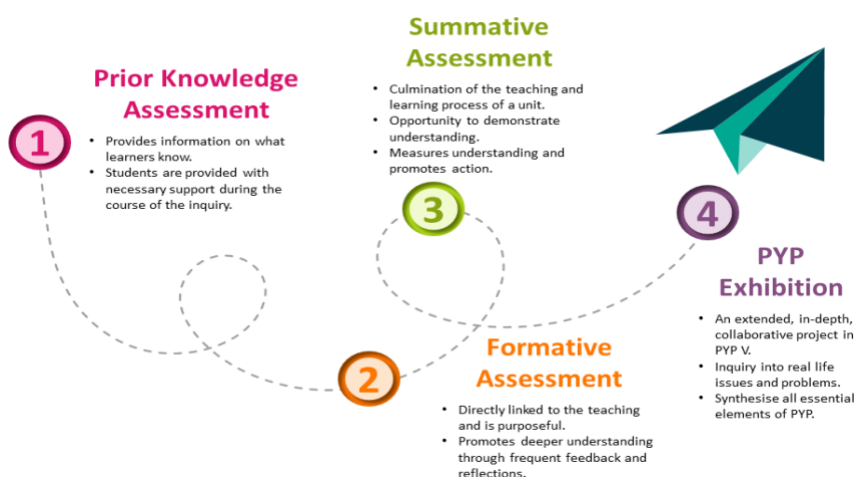 1
Prior Knowledge
Assessment
• Provides information on what
learners know.
• Students are provided with
necessary support during the
course of the inquiry.
2
Formative
Assessment
• Directly linked to the teaching
and is purposeful.
• Promotes deeper understanding
through frequent feedback and
reflections.
3
Summative
Assessment
• Culmination of the teaching and
learning process of a unit.
• Opportunity to demonstrate
understanding.
• Measures understanding and
promotes action.
4
PYP
Exhibition
• An extended, in-depth,
collaborative project in
PYP V.
• Inquiry into real life
issues and problems.
• Synthesise all essential
elements of PYP.